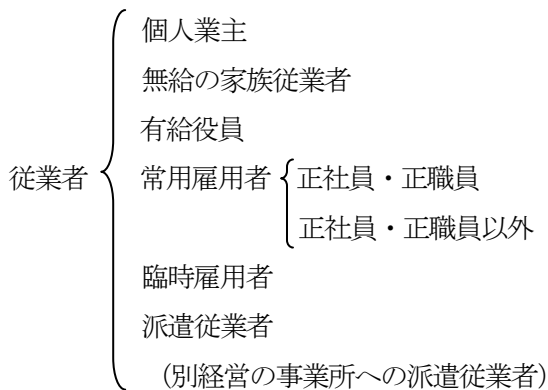 個人業主
無給の家族従業者
有給役員
従業者 常用雇用者 正社員・正職員
正社員・正職員以外
臨時雇用者
派遣従業者
（別経営の事業所への派遣従業者）